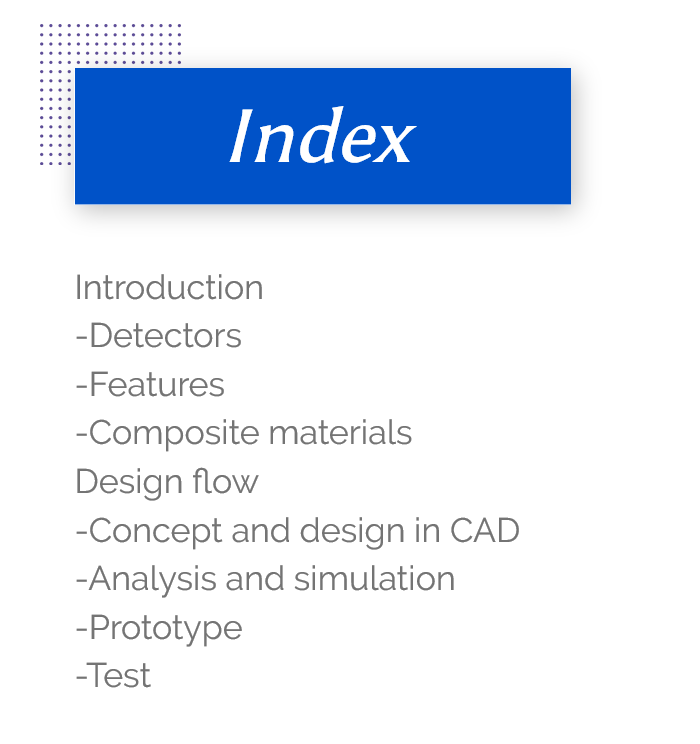 Index
Introduction
-Detectors
-Features
-Composite materials
Design flow
-Concept and design in CAD
-Analysis and simulation
-Prototype
-Test